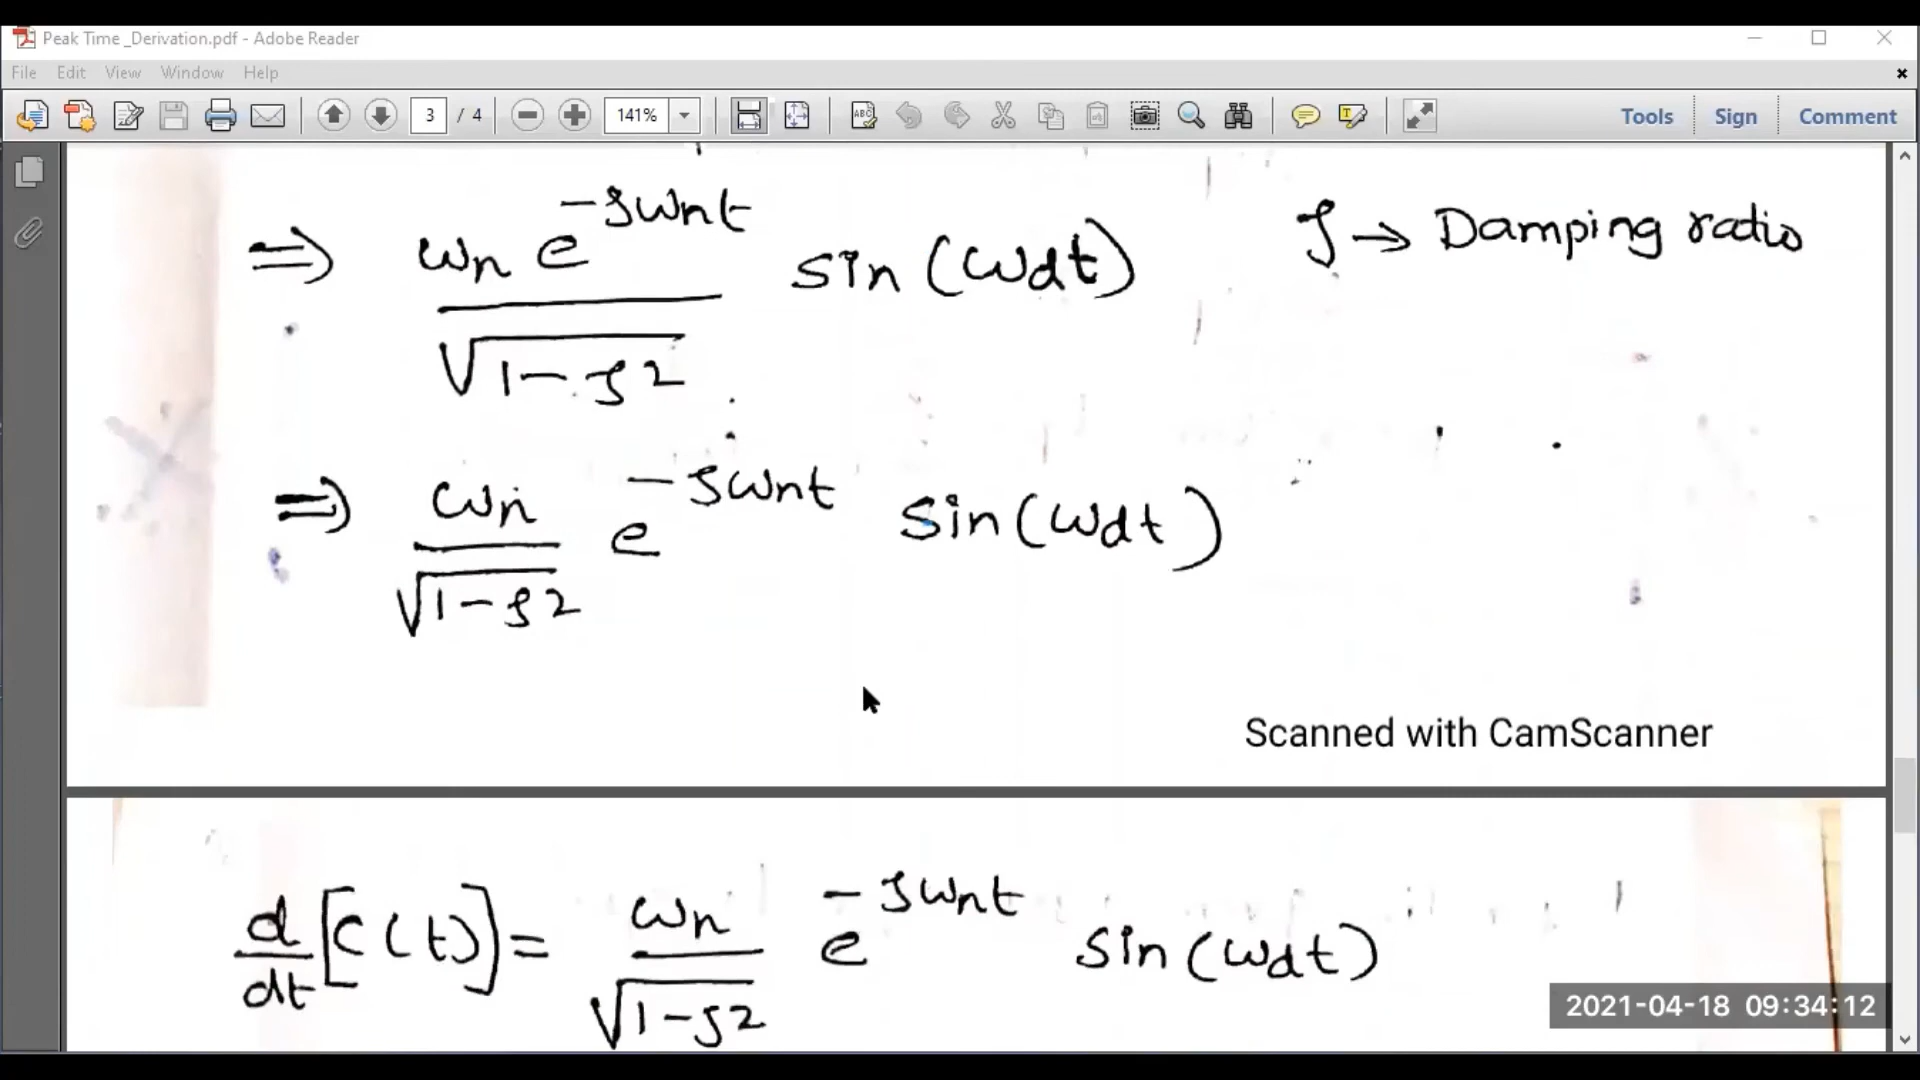 Peak Time _Derivation.pdf - Adobe Reader
File Edit View Window Help
3 / 4 141% Tools Sign Comment
⇒ ωn e^(-ζωnt) / √(1-ζ2) sin(ωdt) ζ → Damping ratio
⇒ ωn / √(1-ζ2) e^(-ζωnt) sin(ωdt)
Scanned with CamScanner
d/dt [C(t)] = ωn / √(1-ζ2) e^(-ζωnt) sin(ωdt)
2021-04-18 09:34:12